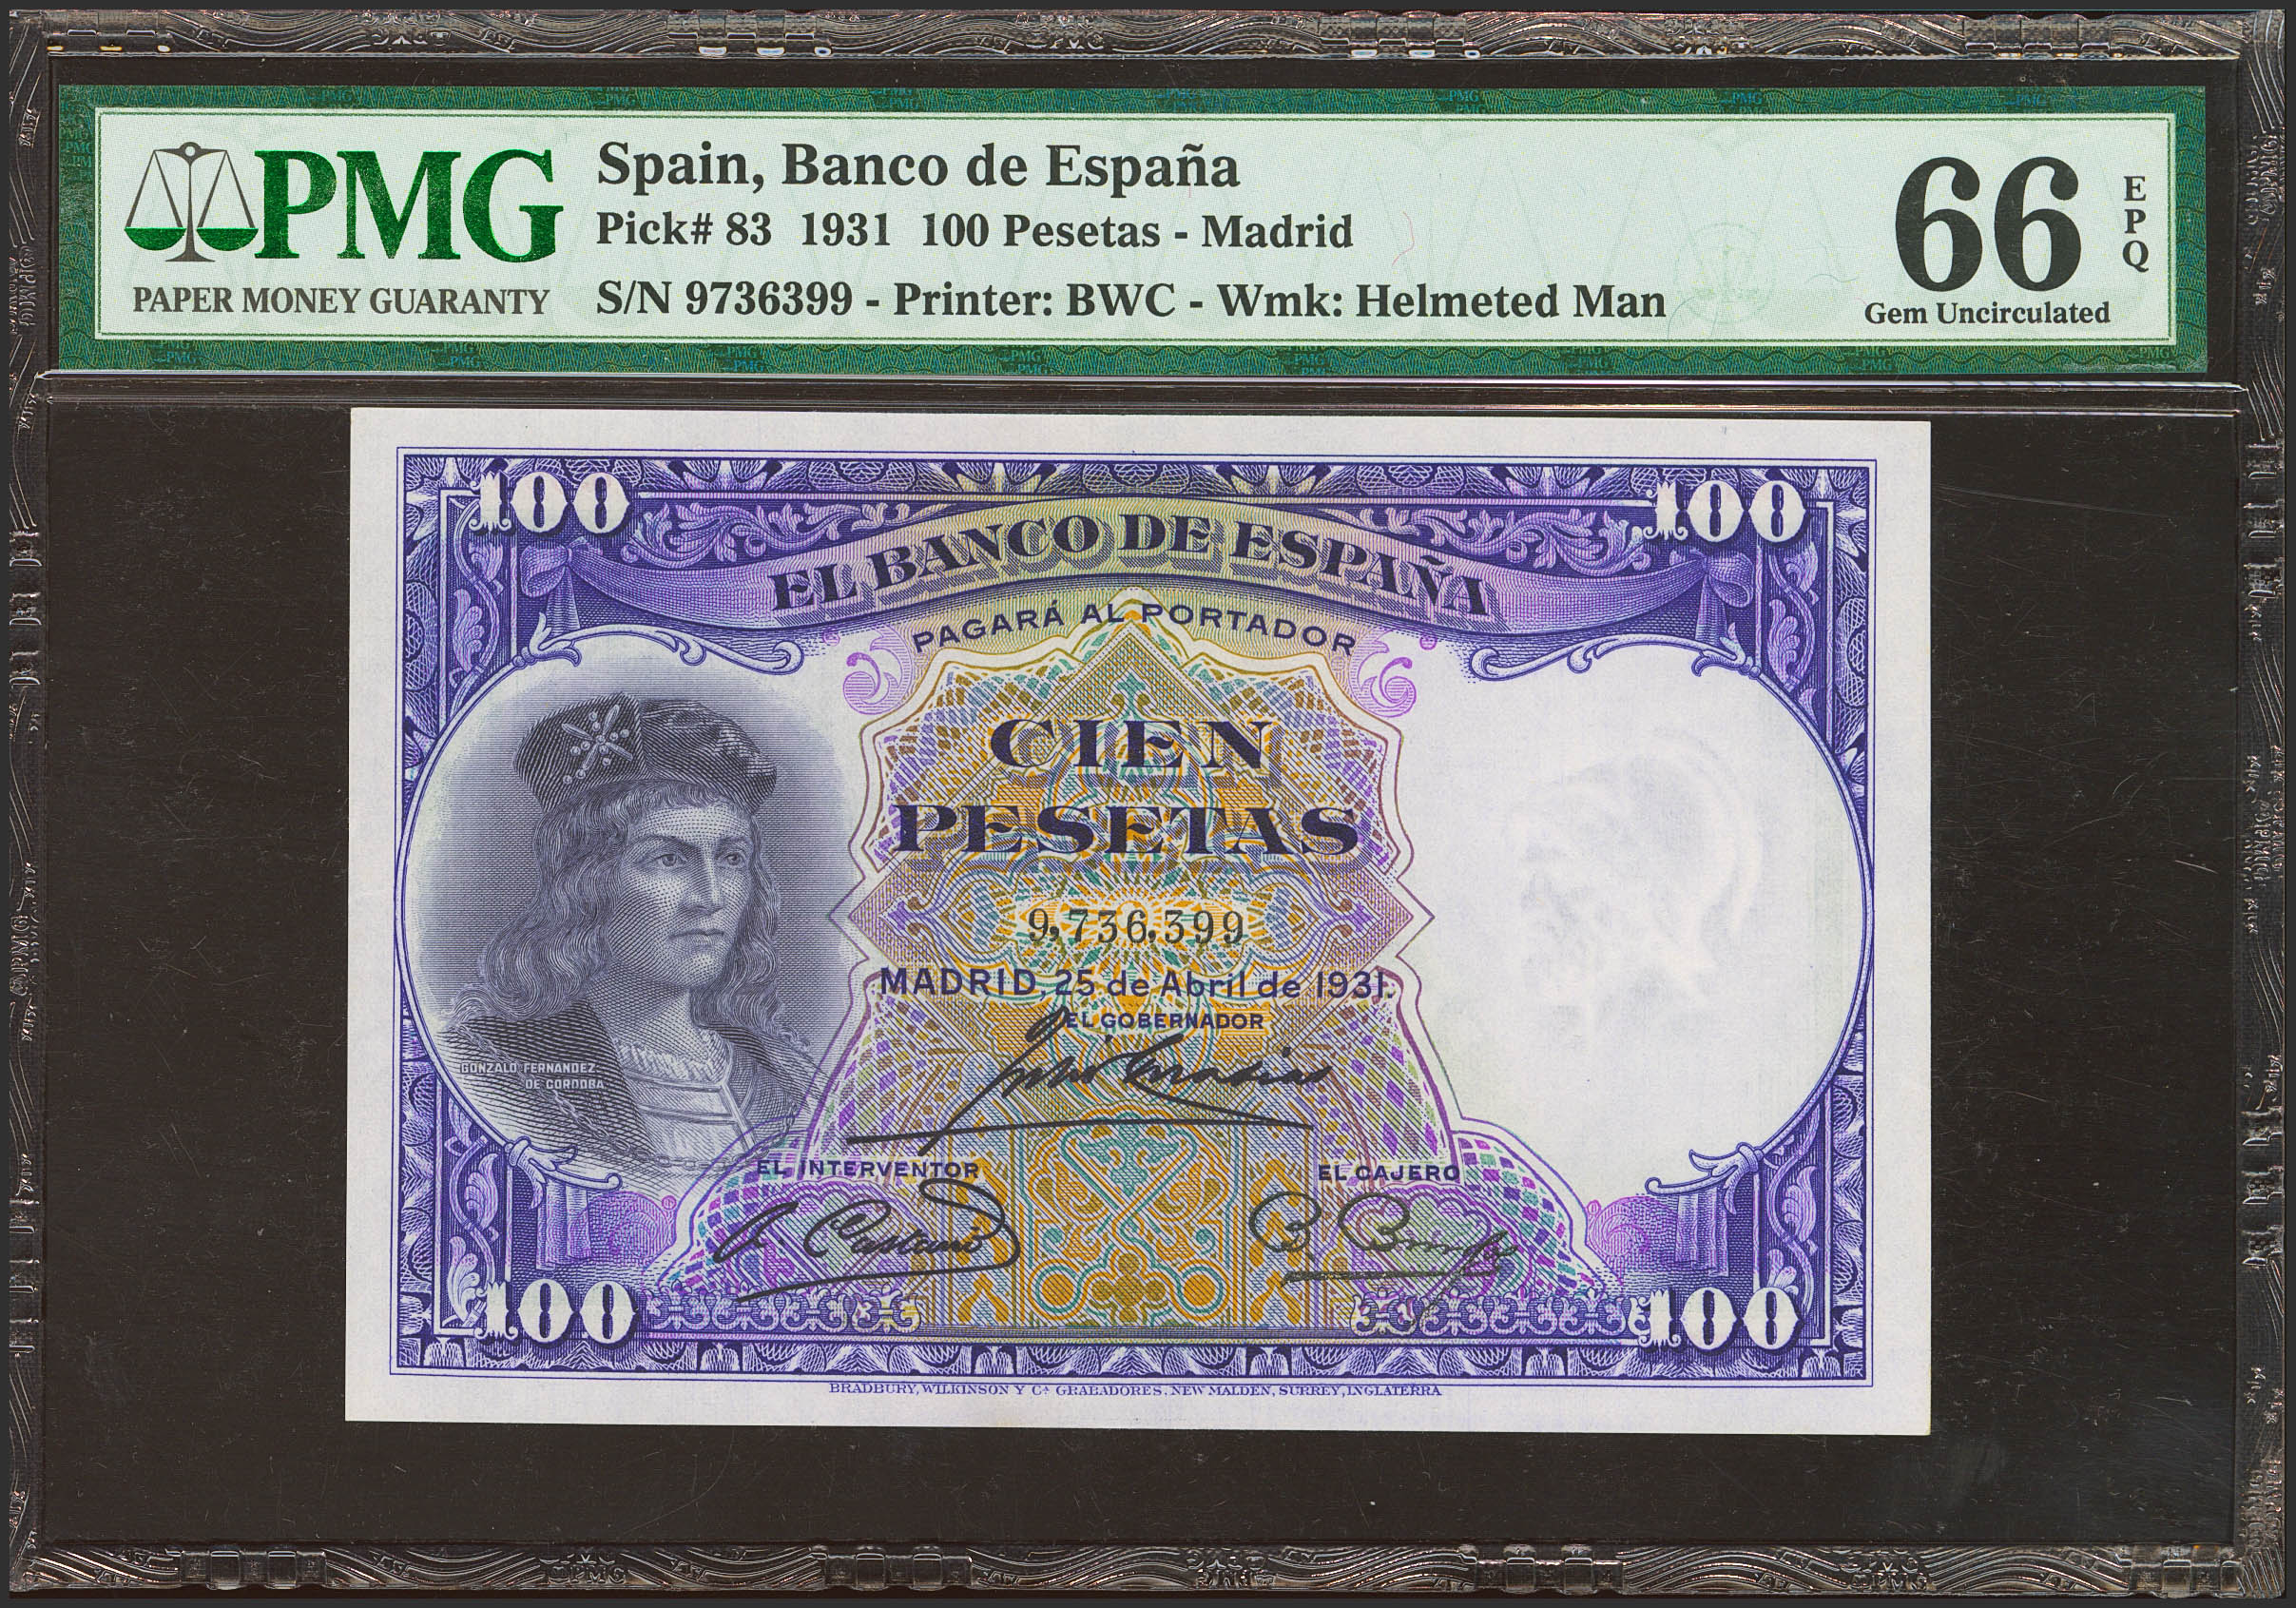 PMG
PAPER MONEY GUARANTY
Spain, Banco de España
Pick# 83 1931 100 Pesetas - Madrid
S/N 9736399 - Printer: BWC - Wmk: Helmeted Man
66
EPQ
Gem Uncirculated
100
100
EL BANCO DE ESPAÑA
PAGARÁ AL PORTADOR
CIEN
PESETAS
9,736,399
MADRID, 25 de Abril de 1931.
EL GOBERNADOR
GONZALO FERNANDEZ
DE CORDOBA
EL INTERVENTOR
EL CAJERO
100
100
BRADBURY, WILKINSON Y Cª GRABADORES. NEW MALDEN, SURREY, INGLATERRA